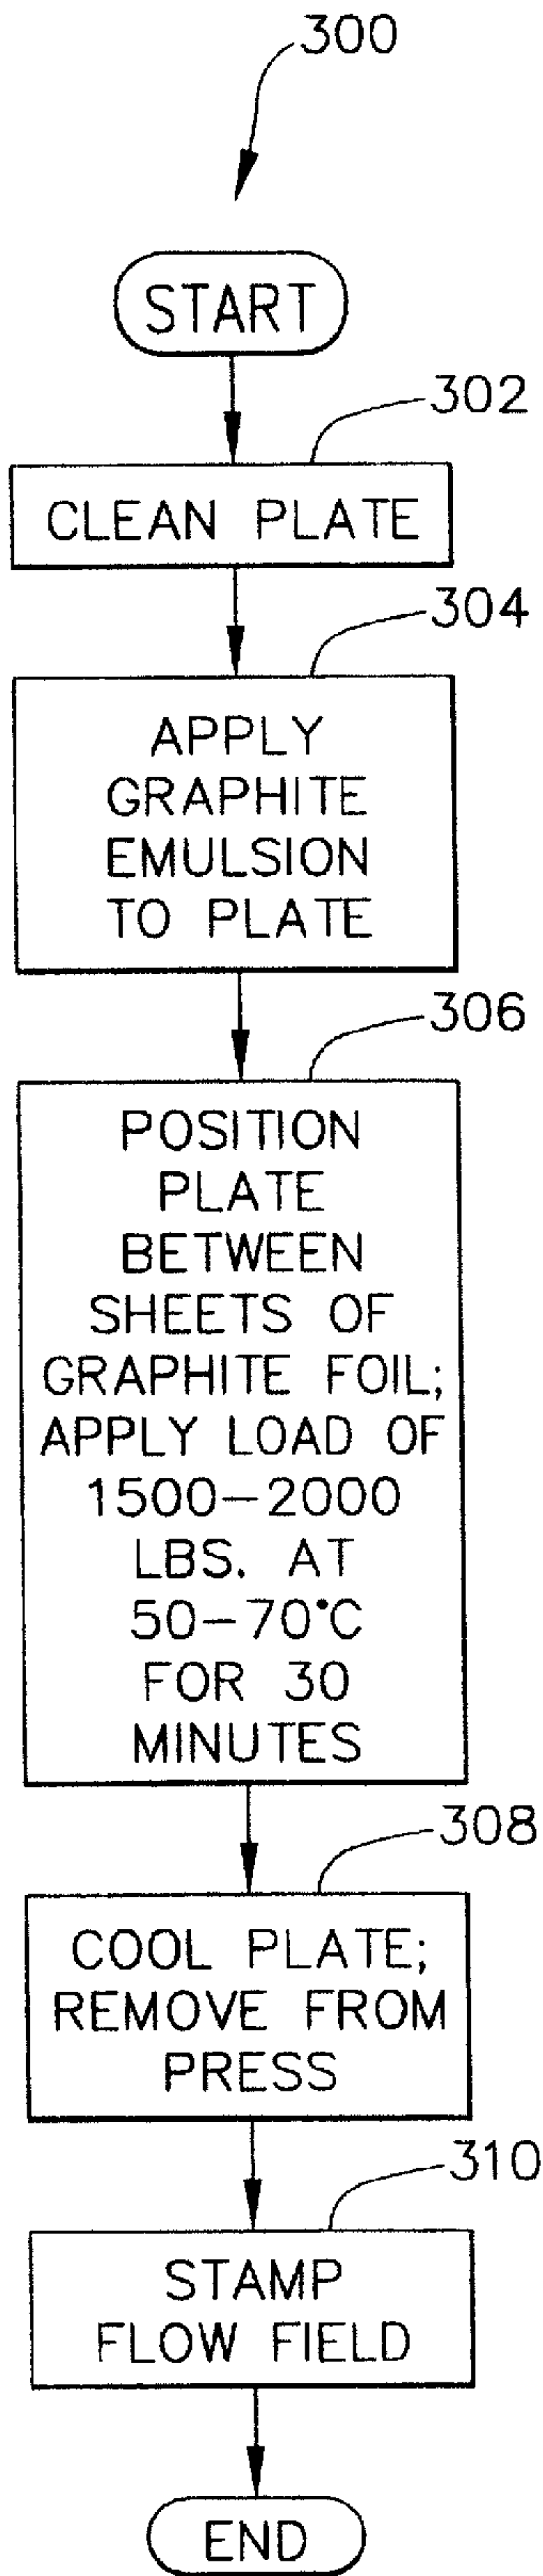 300
START
302
CLEAN PLATE
304
APPLY
GRAPHITE
EMULSION
TO PLATE
306
POSITION
PLATE
BETWEEN
SHEETS OF
GRAPHITE FOIL;
APPLY LOAD OF
1500-2000
LBS. AT
50-70°C
FOR 30
MINUTES
308
COOL PLATE;
REMOVE FROM
PRESS
310
STAMP
FLOW FIELD
END